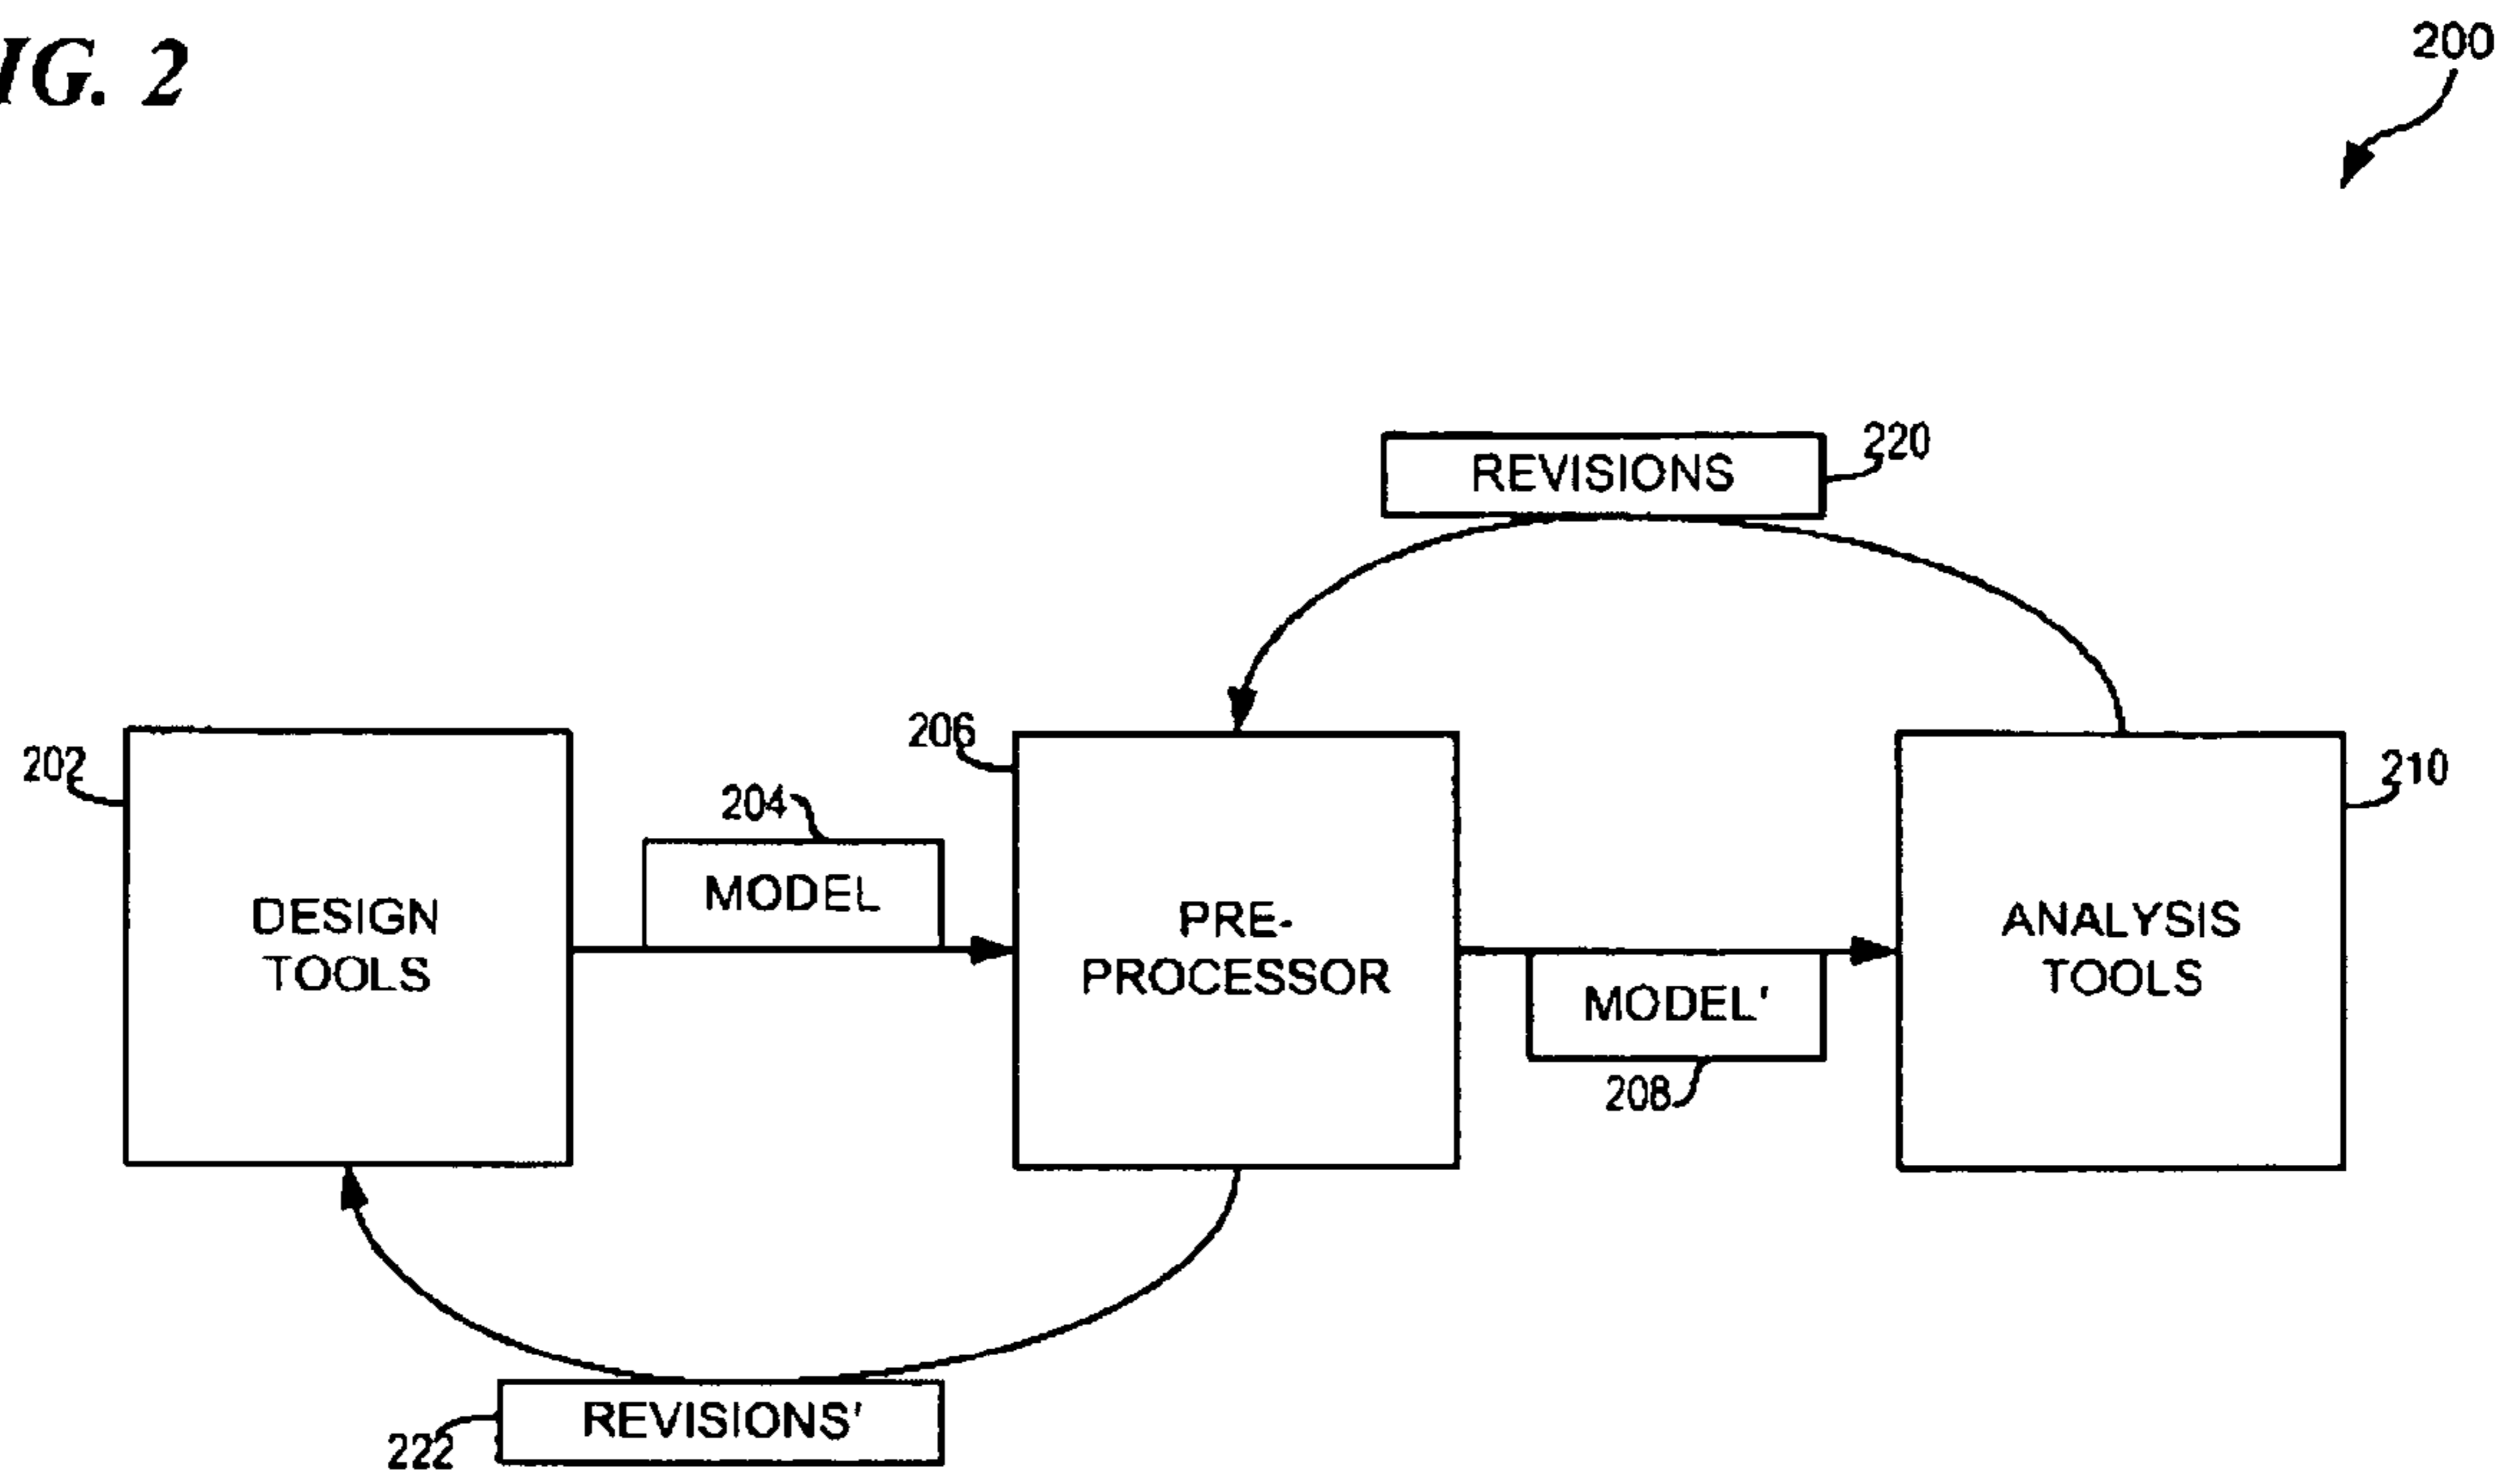 IG. 2
200
REVISIONS
220
202
206
204
210
MODEL
DESIGN
TOOLS
PRE-
PROCESSOR
ANALYSIS
TOOLS
MODEL'
208
REVISIONS'
222